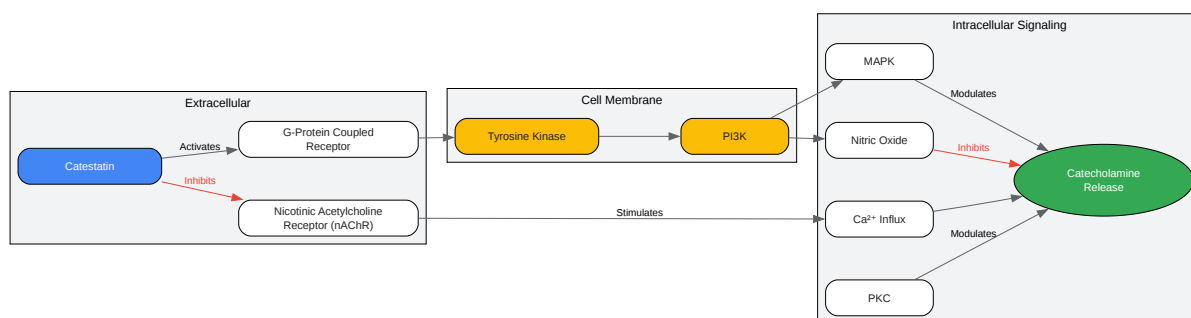 Extracellular
Catestatin
Activates
Inhibits
G-Protein Coupled
Receptor
Nicotinic Acetylcholine
Receptor (nAChR)
Cell Membrane
Tyrosine Kinase
PI3K
Stimulates
Intracellular Signaling
MAPK
Modulates
Nitric Oxide
Inhibits
Ca²⁺ Influx
Modulates
PKC
Catecholamine
Release